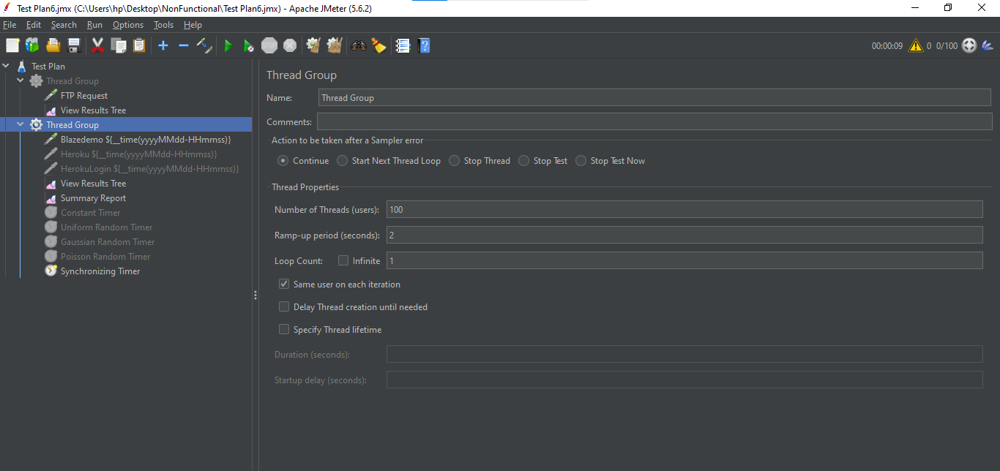 Test Plan6.jmx (C:\Users\hp\Desktop\NonFunctional\Test Plan6.jmx) - Apache JMeter (5.6.2)
File Edit Search Run Options Tools Help
STOP 00:00:09 0 0/100
Test Plan
Thread Group
FTP Request
View Results Tree
Thread Group
Blazedemo ${__time(yyyyMMdd-HHmmss)}
Heroku ${__time(yyyyMMdd-HHmmss)}
HerokuLogin ${__time(yyyyMMdd-HHmmss)}
View Results Tree
Summary Report
Constant Timer
Uniform Random Timer
Gaussian Random Timer
Poisson Random Timer
Synchronizing Timer
Thread Group
Name: Thread Group
Comments:
Action to be taken after a Sampler error
Continue Start Next Thread Loop Stop Thread Stop Test Stop Test Now
Thread Properties
Number of Threads (users): 100
Ramp-up period (seconds): 2
Loop Count: Infinite 1
Same user on each iteration
Delay Thread creation until needed
Specify Thread lifetime
Duration (seconds):
Startup delay (seconds):